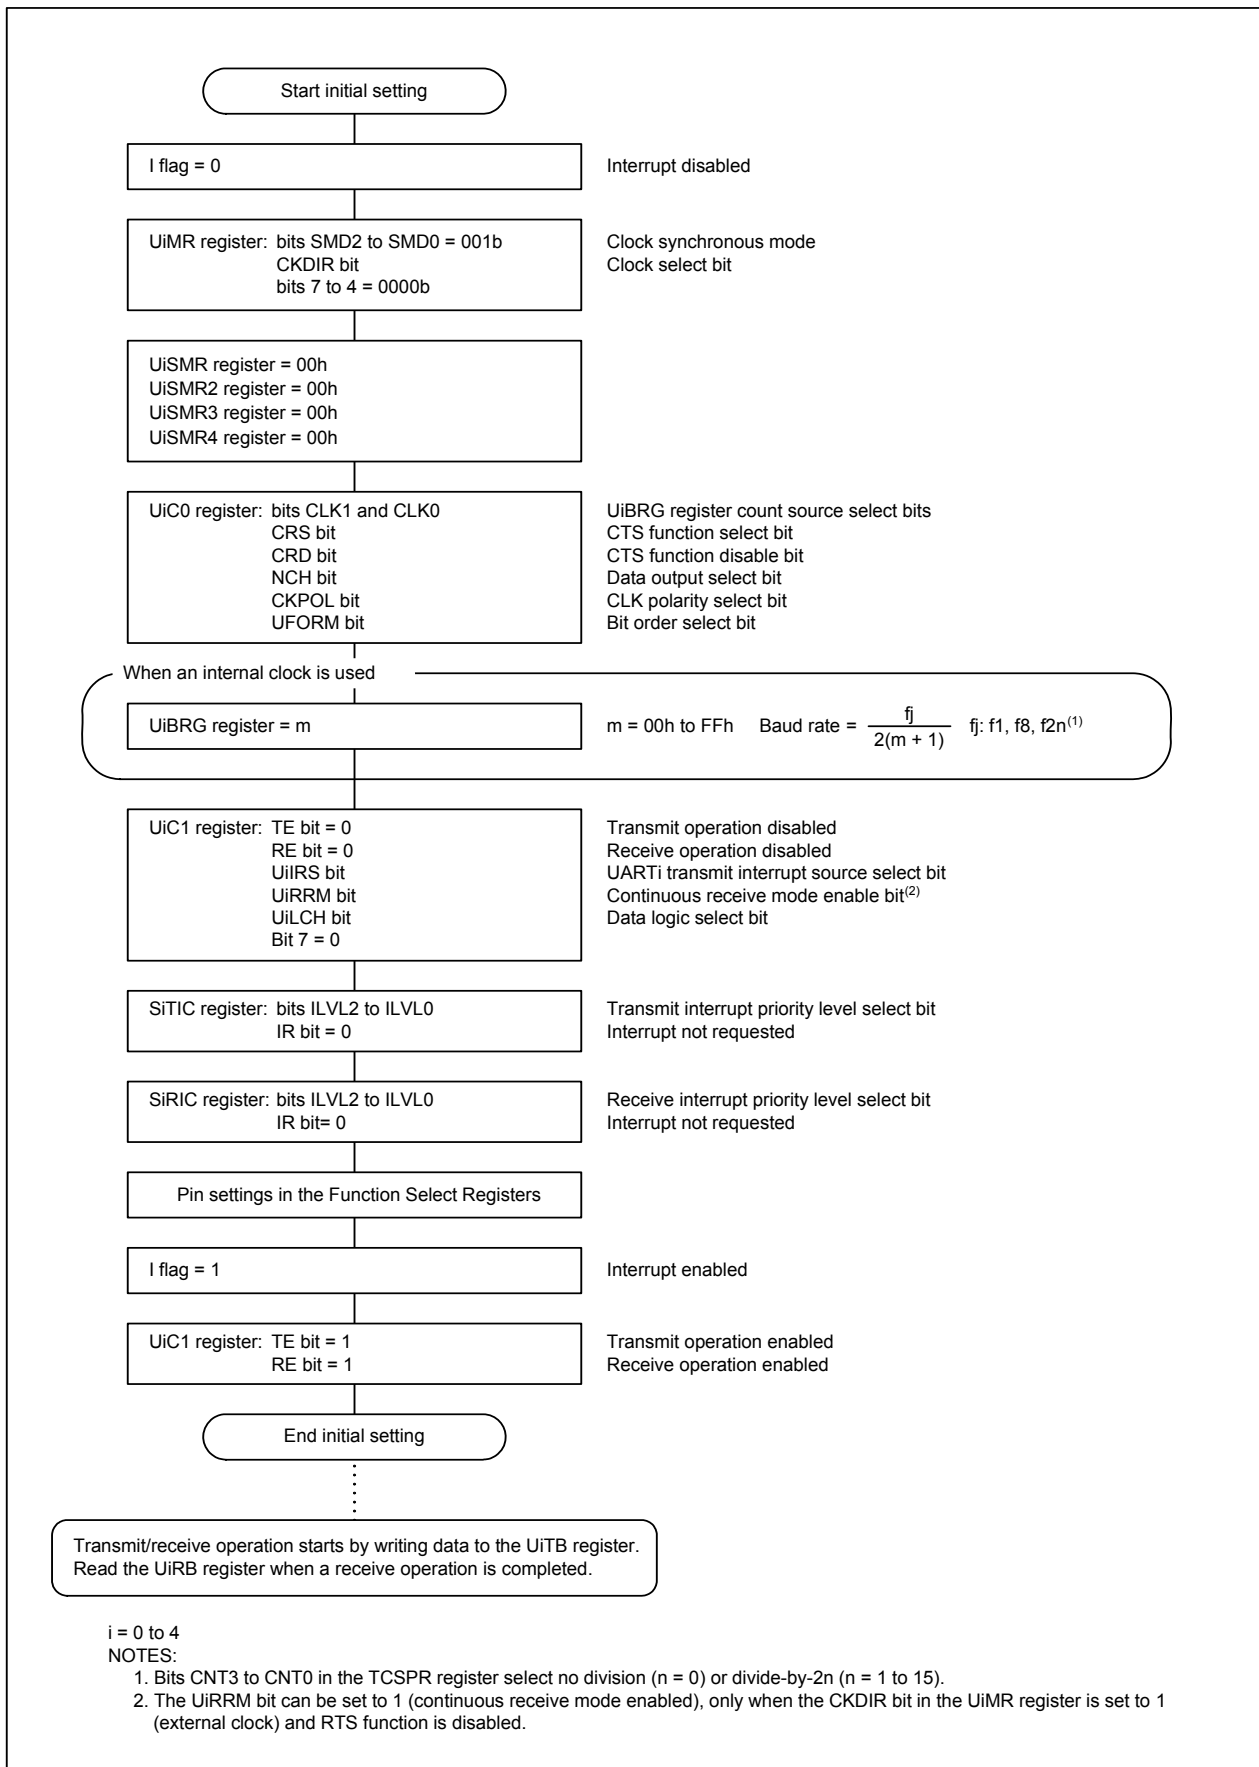 Start initial setting
I flag = 0 Interrupt disabled
UiMR register: bits SMD2 to SMD0 = 001b Clock synchronous mode
CKDIR bit Clock select bit
bits 7 to 4 = 0000b
UiSMR register = 00h
UiSMR2 register = 00h
UiSMR3 register = 00h
UiSMR4 register = 00h
UiC0 register: bits CLK1 and CLK0 UiBRG register count source select bits
CRS bit CTS function select bit
CRD bit CTS function disable bit
NCH bit Data output select bit
CKPOL bit CLK polarity select bit
UFORM bit Bit order select bit
When an internal clock is used
UiBRG register = m m = 00h to FFh Baud rate = fj / 2(m + 1) fj: f1, f8, f2n(1)
UiC1 register: TE bit = 0 Transmit operation disabled
RE bit = 0 Receive operation disabled
UiIRS bit UARTi transmit interrupt source select bit
UiRRM bit Continuous receive mode enable bit(2)
UiLCH bit Data logic select bit
Bit 7 = 0
SiTIC register: bits ILVL2 to ILVL0 Transmit interrupt priority level select bit
IR bit = 0 Interrupt not requested
SiRIC register: bits ILVL2 to ILVL0 Receive interrupt priority level select bit
IR bit= 0 Interrupt not requested
Pin settings in the Function Select Registers
I flag = 1 Interrupt enabled
UiC1 register: TE bit = 1 Transmit operation enabled
RE bit = 1 Receive operation enabled
End initial setting
Transmit/receive operation starts by writing data to the UiTB register.
Read the UiRB register when a receive operation is completed.
i = 0 to 4
NOTES:
1. Bits CNT3 to CNT0 in the TCSPR register select no division (n = 0) or divide-by-2n (n = 1 to 15).
2. The UiRRM bit can be set to 1 (continuous receive mode enabled), only when the CKDIR bit in the UiMR register is set to 1
(external clock) and RTS function is disabled.